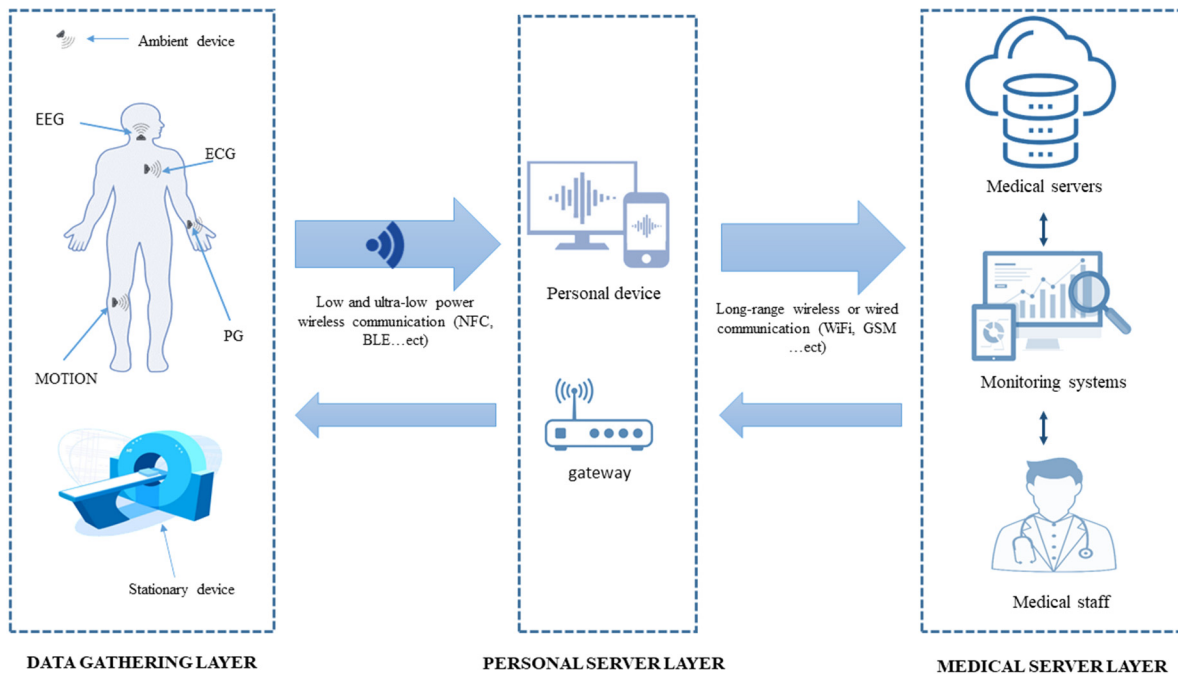 Ambient device
EEG
ECG
PG
MOTION
Stationary device
DATA GATHERING LAYER
Low and ultra-low power
wireless communication (NFC,
BLE…ect)
Personal device
gateway
PERSONAL SERVER LAYER
Long-range wireless or wired
communication (WiFi, GSM
…ect)
Medical servers
Monitoring systems
Medical staff
MEDICAL SERVER LAYER